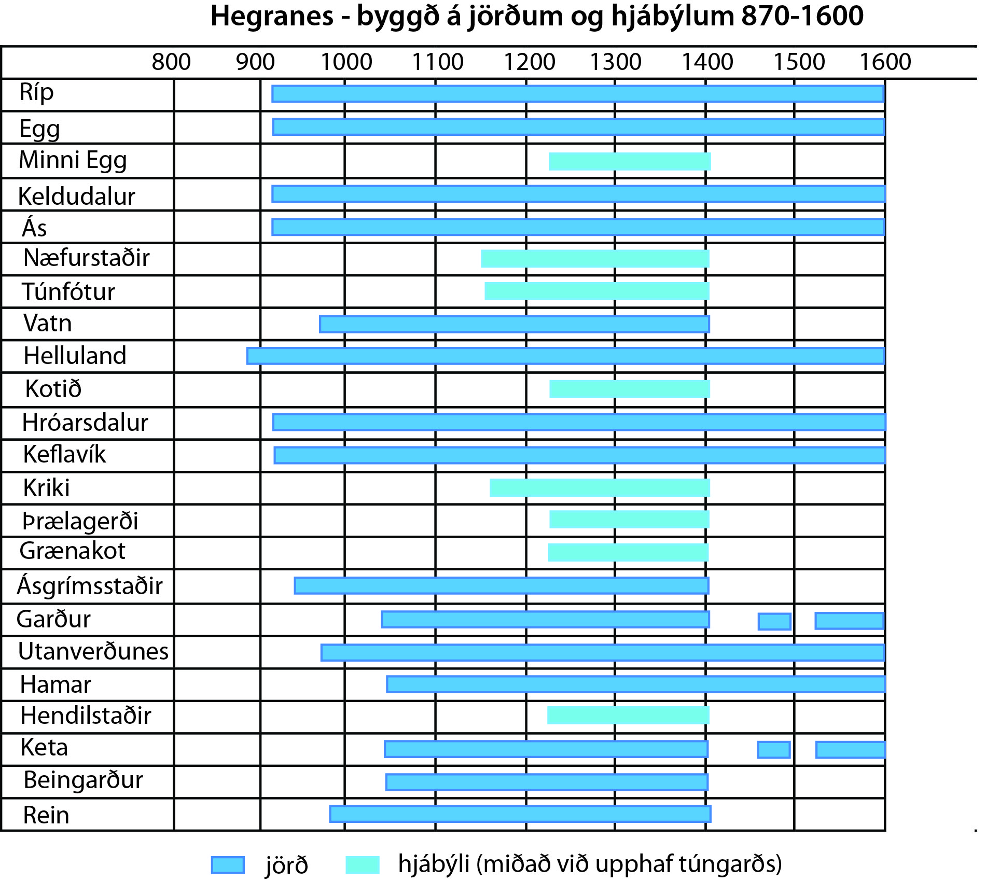 Hegranes - byggð á jörðum og hjábýlum 870-1600
800 900 1000 1100 1200 1300 1400 1500 1600
Ríp
Egg
Minni Egg
Keldudalur
Ás
Næfurstaðir
Túnfótur
Vatn
Helluland
Kotið
Hróarsdalur
Keflavík
Kriki
Þrælagerði
Grænakot
Ásgrímsstaðir
Garður
Utanverðunes
Hamar
Hendilstaðir
Keta
Beingarður
Rein
jörð hjábýli (miðað við upphaf túngarðs)